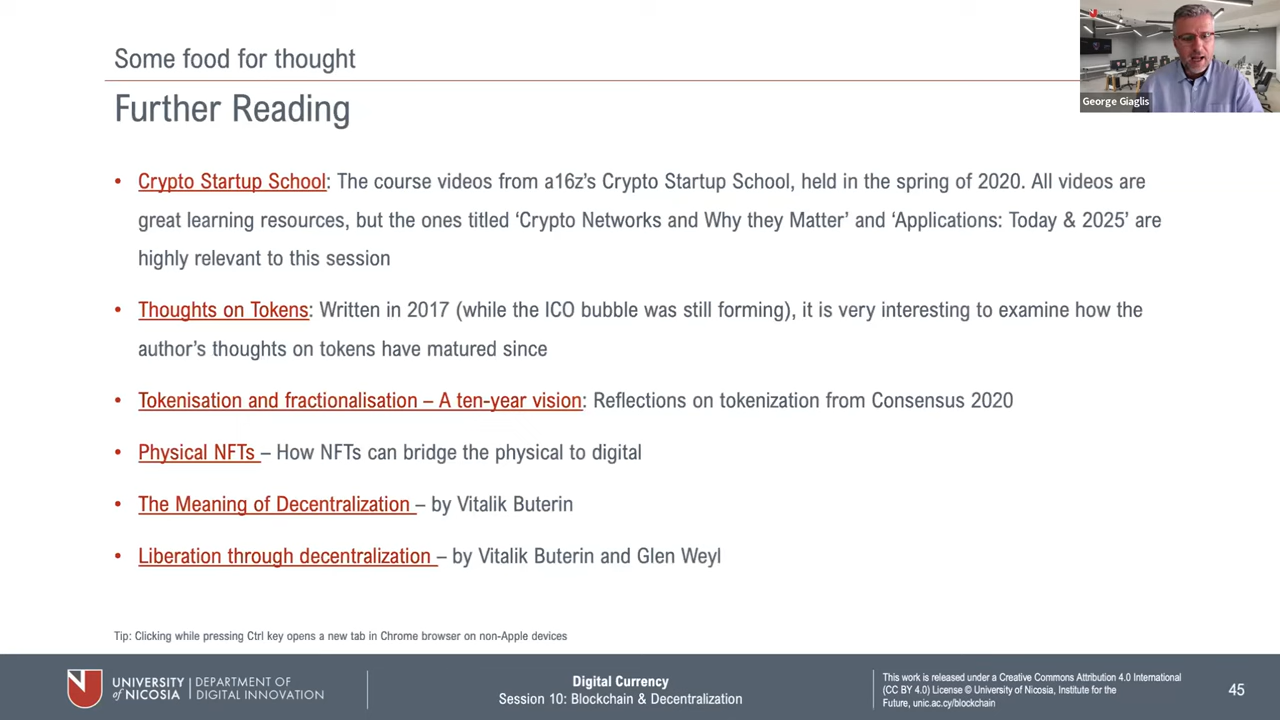 Some food for thought
Further Reading
George Giaglis
• Crypto Startup School: The course videos from a16z's Crypto Startup School, held in the spring of 2020. All videos are
great learning resources, but the ones titled ‘Crypto Networks and Why they Matter’ and ‘Applications: Today & 2025’ are
highly relevant to this session
• Thoughts on Tokens: Written in 2017 (while the ICO bubble was still forming), it is very interesting to examine how the
author's thoughts on tokens have matured since
• Tokenisation and fractionalisation – A ten-year vision: Reflections on tokenization from Consensus 2020
• Physical NFTs – How NFTs can bridge the physical to digital
• The Meaning of Decentralization – by Vitalik Buterin
• Liberation through decentralization – by Vitalik Buterin and Glen Weyl
Tip: Clicking while pressing Ctrl key opens a new tab in Chrome browser on non-Apple devices
UNIVERSITY
of NICOSIA
DEPARTMENT OF
DIGITAL INNOVATION
Digital Currency
Session 10: Blockchain & Decentralization
This work is released under a Creative Commons Attribution 4.0 International
(CC BY 4.0) License © University of Nicosia, Institute for the
Future, unic.ac.cy/blockchain
45